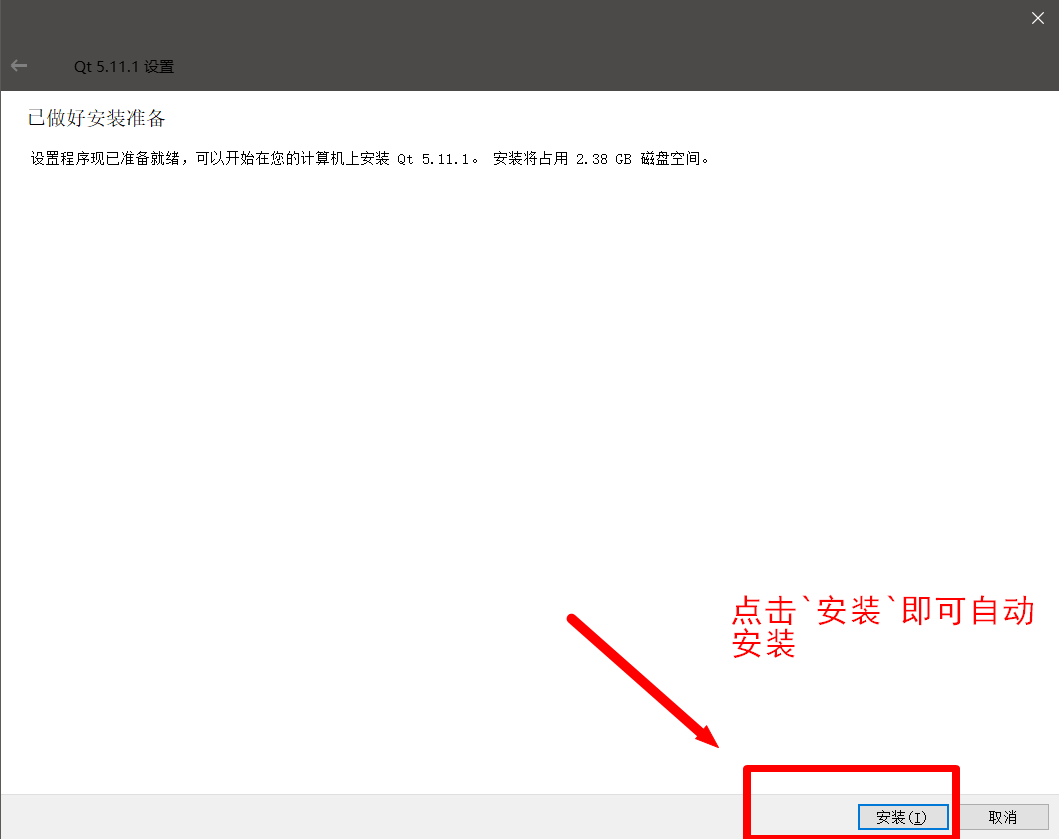 Qt 5.11.1 设置
已做好安装准备
设置程序现已准备就绪，可以开始在您的计算机上安装 Qt 5.11.1。 安装将占用 2.38 GB 磁盘空间。
点击`安装`即可自动
安装
安装(I) 取消